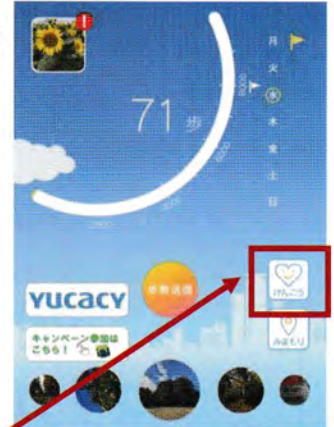 !
月
火
水
木
金
土
日
71 歩
8000
歩数送信
けんこう
yucacy
キャンペーン参加は
こちら!
みまもり